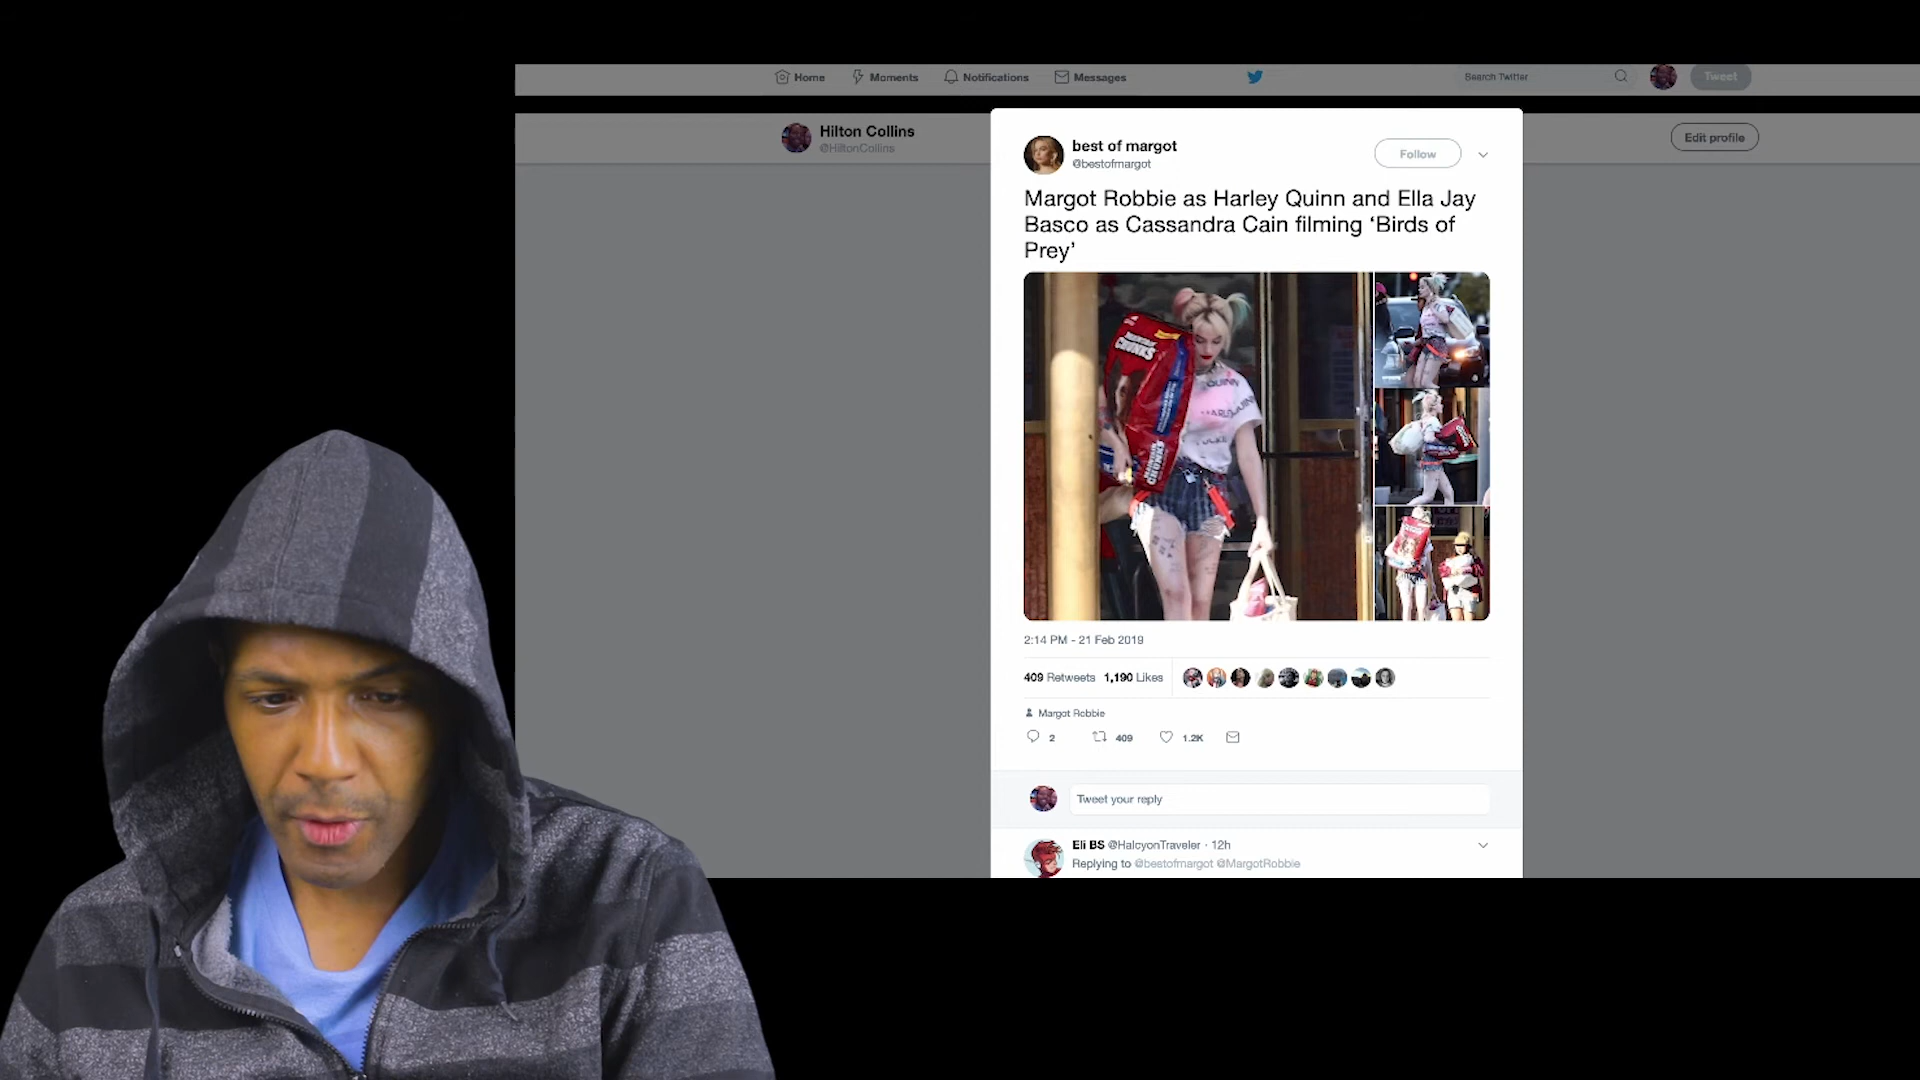 Home Moments Notifications Messages Search Twitter Tweet
Hilton Collins
@HiltonCollins
Edit profile
best of margot
@bestofmargot
Follow
Margot Robbie as Harley Quinn and Ella Jay
Basco as Cassandra Cain filming ‘Birds of
Prey’
CHUNKS
QUINN
CHUNKS
2:14 PM - 21 Feb 2019
409 Retweets 1,190 Likes
Margot Robbie
2 409 1.2K
Tweet your reply
Eli BS @HalcyonTraveler · 12h
Replying to @bestofmargot @MargotRobbie